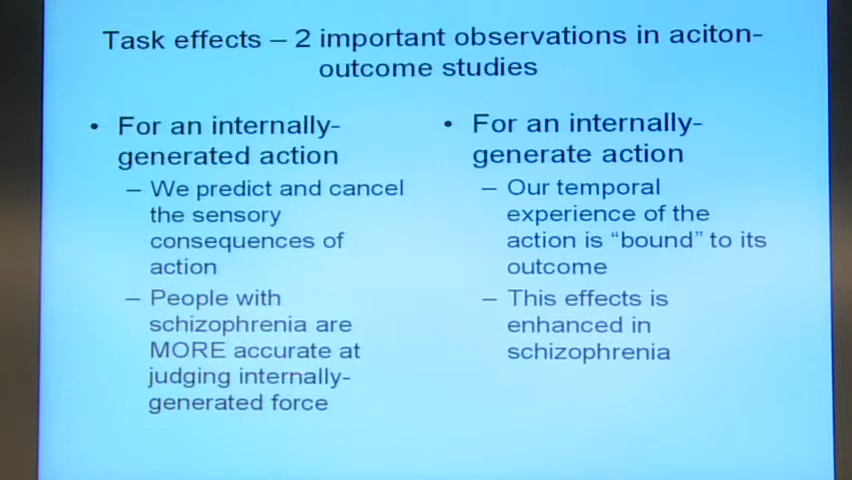 Task effects – 2 important observations in aciton-
outcome studies
• For an internally-
generated action
– We predict and cancel
the sensory
consequences of
action
– People with
schizophrenia are
MORE accurate at
judging internally-
generated force
• For an internally-
generate action
– Our temporal
experience of the
action is “bound” to its
outcome
– This effects is
enhanced in
schizophrenia